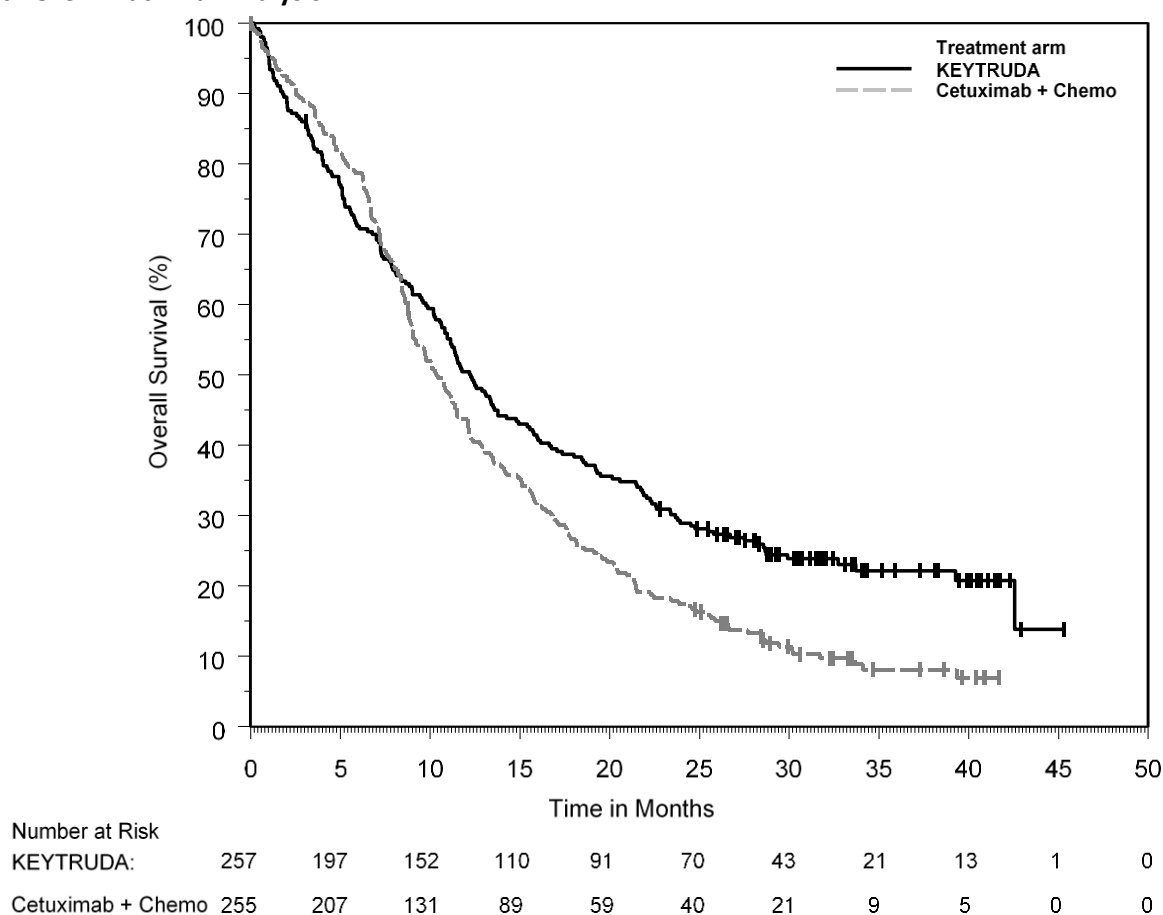 Treatment arm
KEYTRUDA
Cetuximab + Chemo
100
90
80
70
60
50
40
30
20
10
0
Overall Survival (%)
0 5 10 15 20 25 30 35 40 45 50
Time in Months
Number at Risk
KEYTRUDA: 257 197 152 110 91 70 43 21 13 1 0
Cetuximab + Chemo 255 207 131 89 59 40 21 9 5 0 0